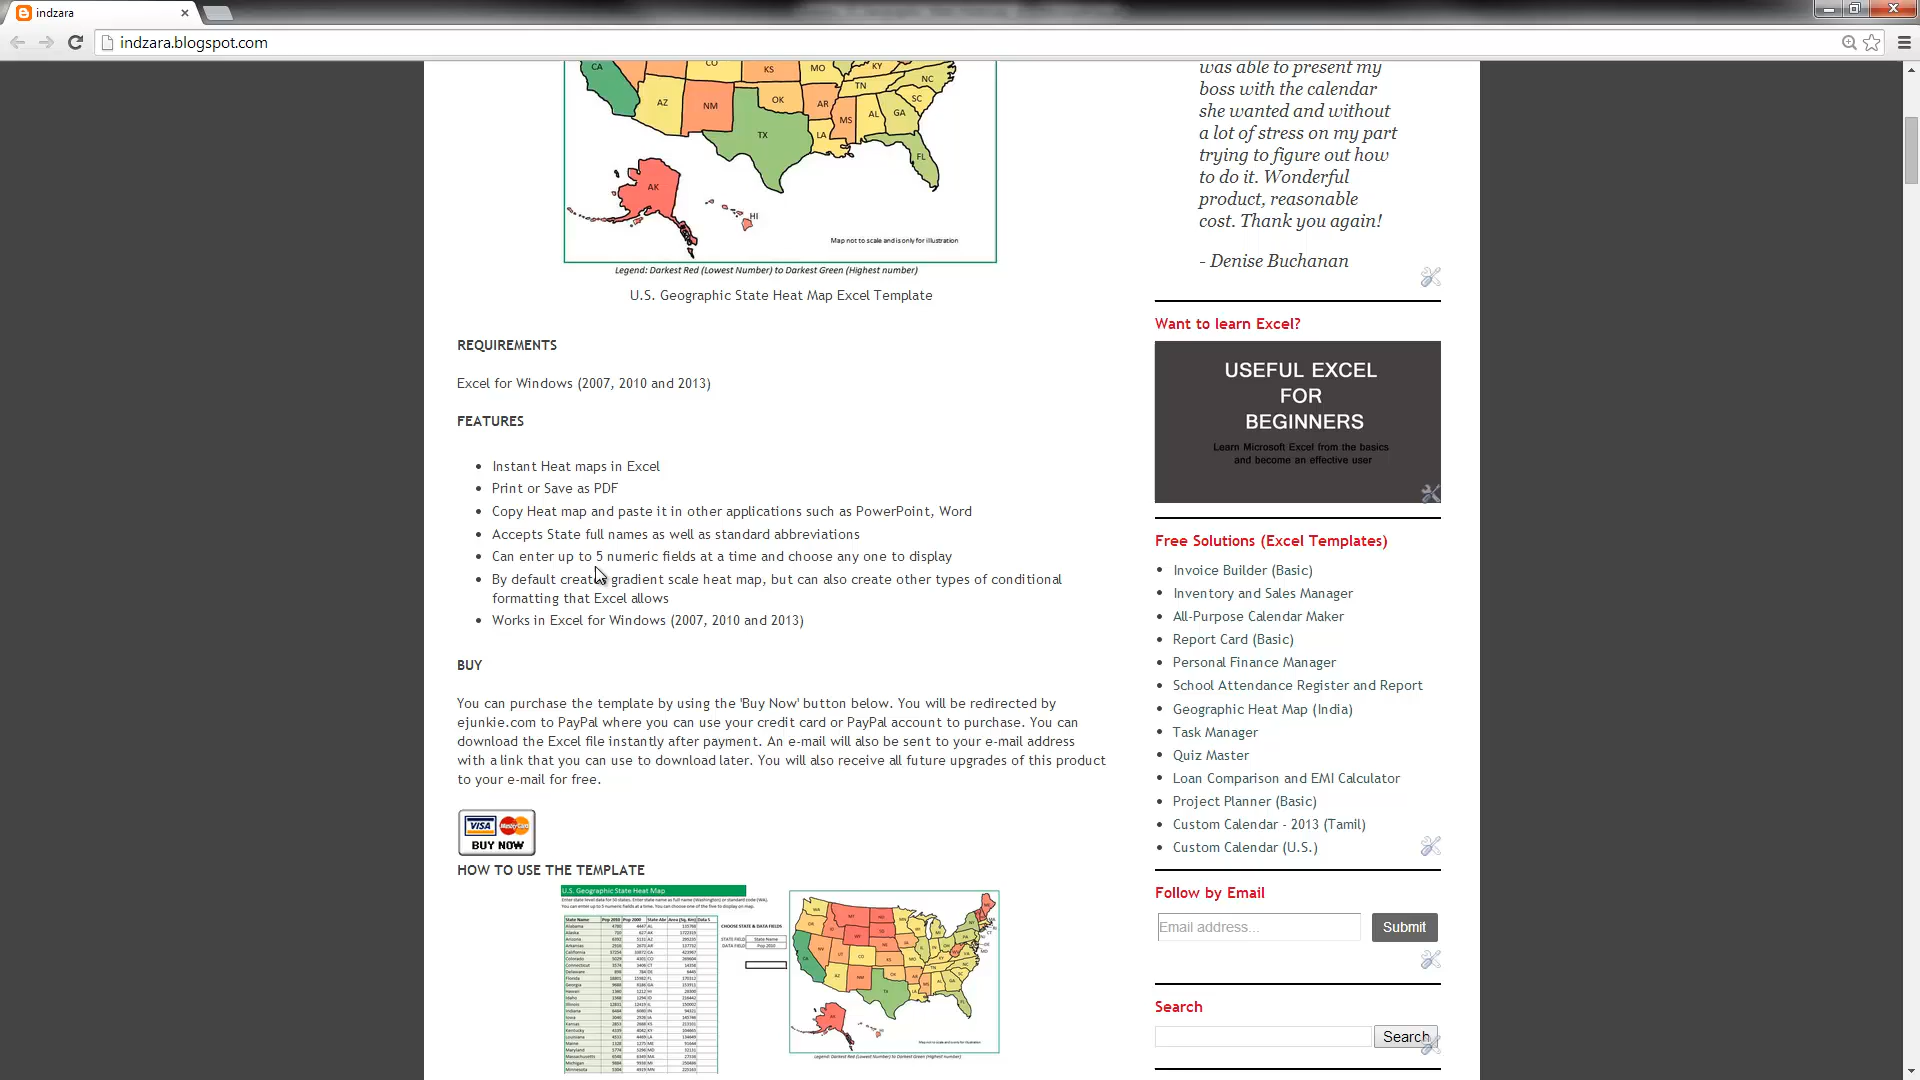 indzara
indzara.blogspot.com
CA
CO
KS
MO
KY
NC
AZ
NM
OK
AR
TN
SC
MS
AL
GA
TX
LA
FL
AK
HI
Map not to scale and is only for illustration
Legend: Darkest Red (Lowest Number) to Darkest Green (Highest number)
U.S. Geographic State Heat Map Excel Template
REQUIREMENTS
Excel for Windows (2007, 2010 and 2013)
FEATURES
Instant Heat maps in Excel
Print or Save as PDF
Copy Heat map and paste it in other applications such as PowerPoint, Word
Accepts State full names as well as standard abbreviations
Can enter up to 5 numeric fields at a time and choose any one to display
By default creates gradient scale heat map, but can also create other types of conditional
formatting that Excel allows
Works in Excel for Windows (2007, 2010 and 2013)
BUY
You can purchase the template by using the 'Buy Now' button below. You will be redirected by
ejunkie.com to PayPal where you can use your credit card or PayPal account to purchase. You can
download the Excel file instantly after payment. An e-mail will also be sent to your e-mail address
with a link that you can use to download later. You will also receive all future upgrades of this product
to your e-mail for free.
VISA MasterCard
BUY NOW
HOW TO USE THE TEMPLATE
U.S. Geographic State Heat Map
CHOOSE STATE & DATA FIELDS
was able to present my
boss with the calendar
she wanted and without
a lot of stress on my part
trying to figure out how
to do it. Wonderful
product, reasonable
cost. Thank you again!
- Denise Buchanan
Want to learn Excel?
USEFUL EXCEL
FOR
BEGINNERS
Learn Microsoft Excel from the basics
and become an effective user
Free Solutions (Excel Templates)
Invoice Builder (Basic)
Inventory and Sales Manager
All-Purpose Calendar Maker
Report Card (Basic)
Personal Finance Manager
School Attendance Register and Report
Geographic Heat Map (India)
Task Manager
Quiz Master
Loan Comparison and EMI Calculator
Project Planner (Basic)
Custom Calendar - 2013 (Tamil)
Custom Calendar (U.S.)
Follow by Email
Email address...
Submit
Search
Search